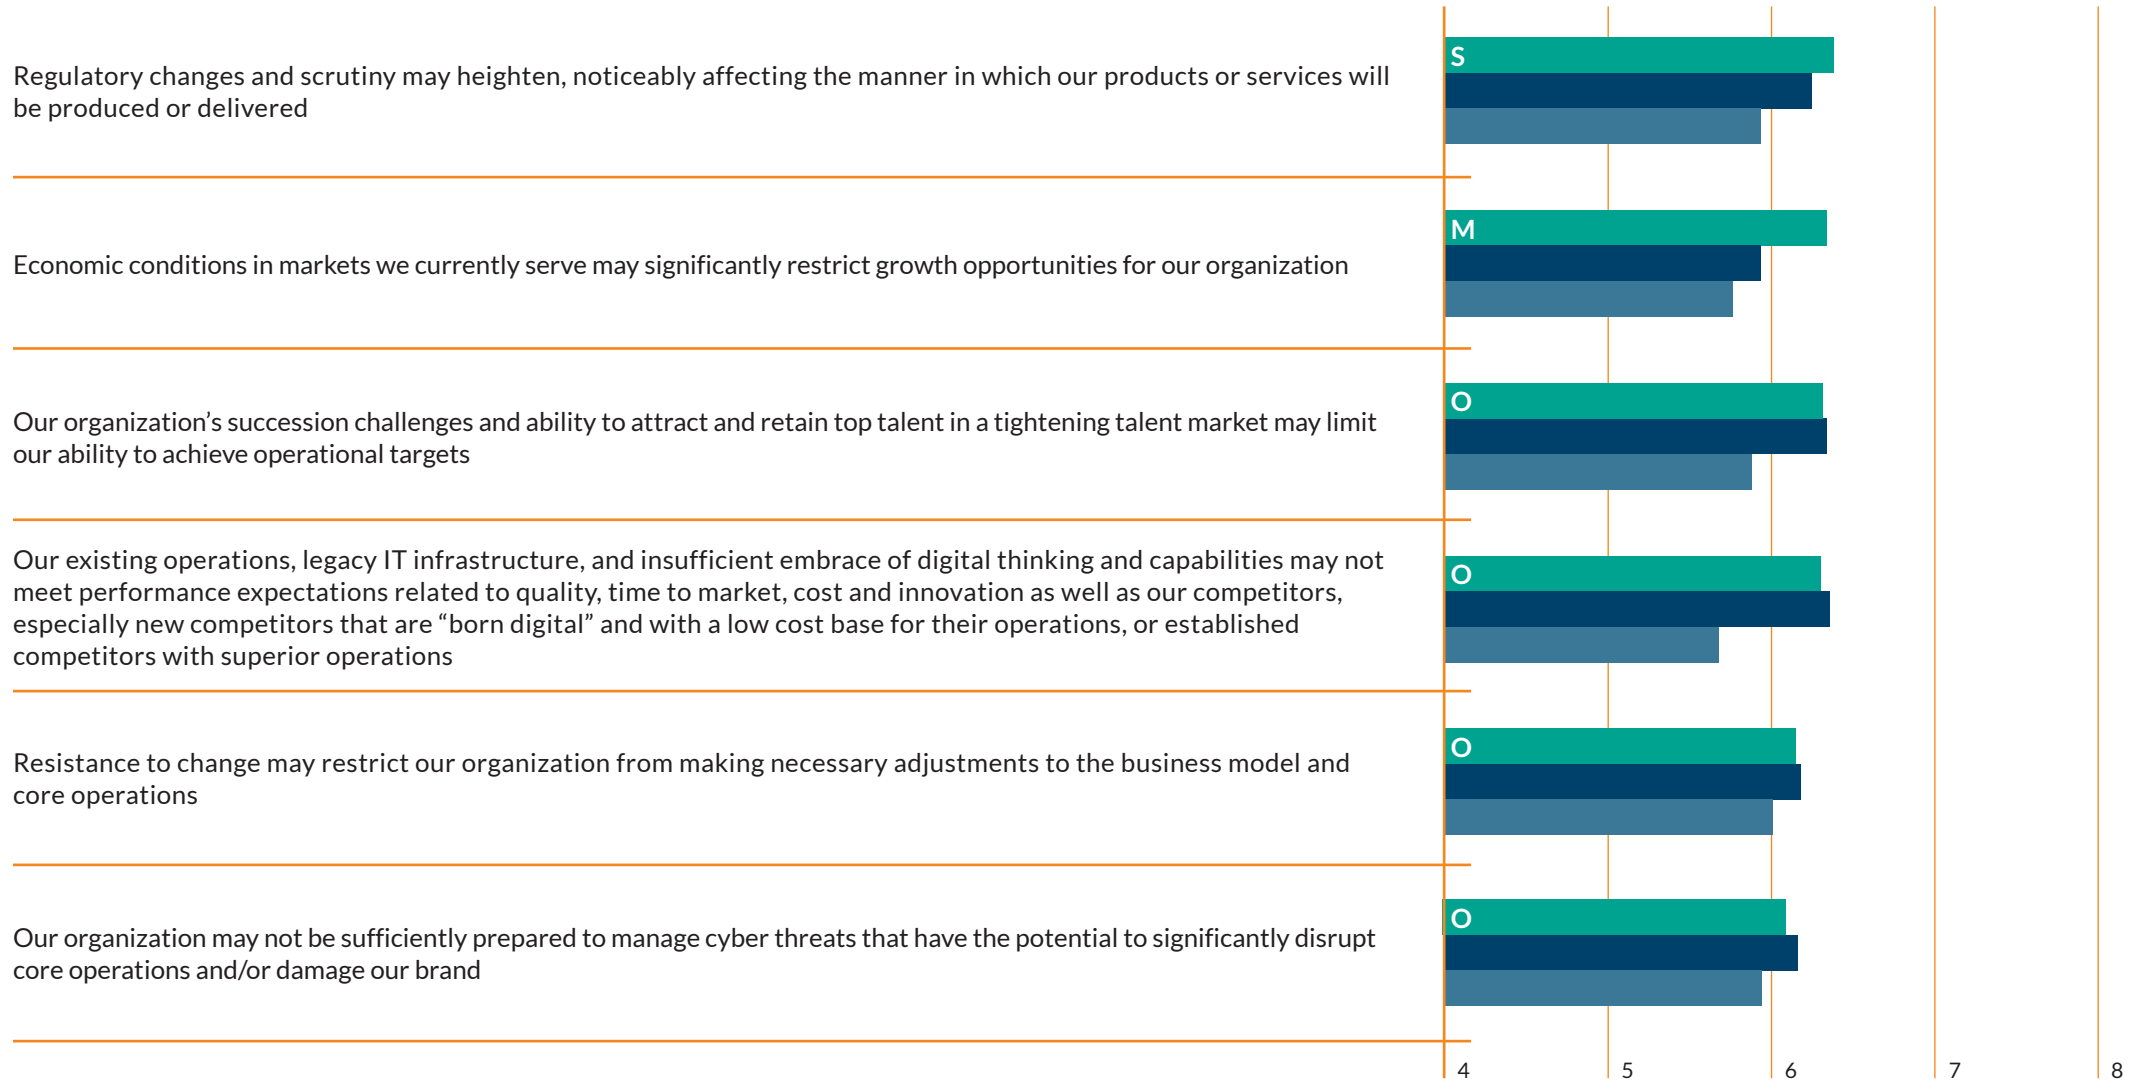 S
Regulatory changes and scrutiny may heighten, noticeably affecting the manner in which our products or services will
be produced or delivered
M
Economic conditions in markets we currently serve may significantly restrict growth opportunities for our organization
O
Our organization’s succession challenges and ability to attract and retain top talent in a tightening talent market may limit
our ability to achieve operational targets
Our existing operations, legacy IT infrastructure, and insufficient embrace of digital thinking and capabilities may not
O
meet performance expectations related to quality, time to market, cost and innovation as well as our competitors,
especially new competitors that are “born digital” and with a low cost base for their operations, or established
competitors with superior operations
O
Resistance to change may restrict our organization from making necessary adjustments to the business model and
core operations
O
Our organization may not be sufficiently prepared to manage cyber threats that have the potential to significantly disrupt
core operations and/or damage our brand
4 5 6 7 8